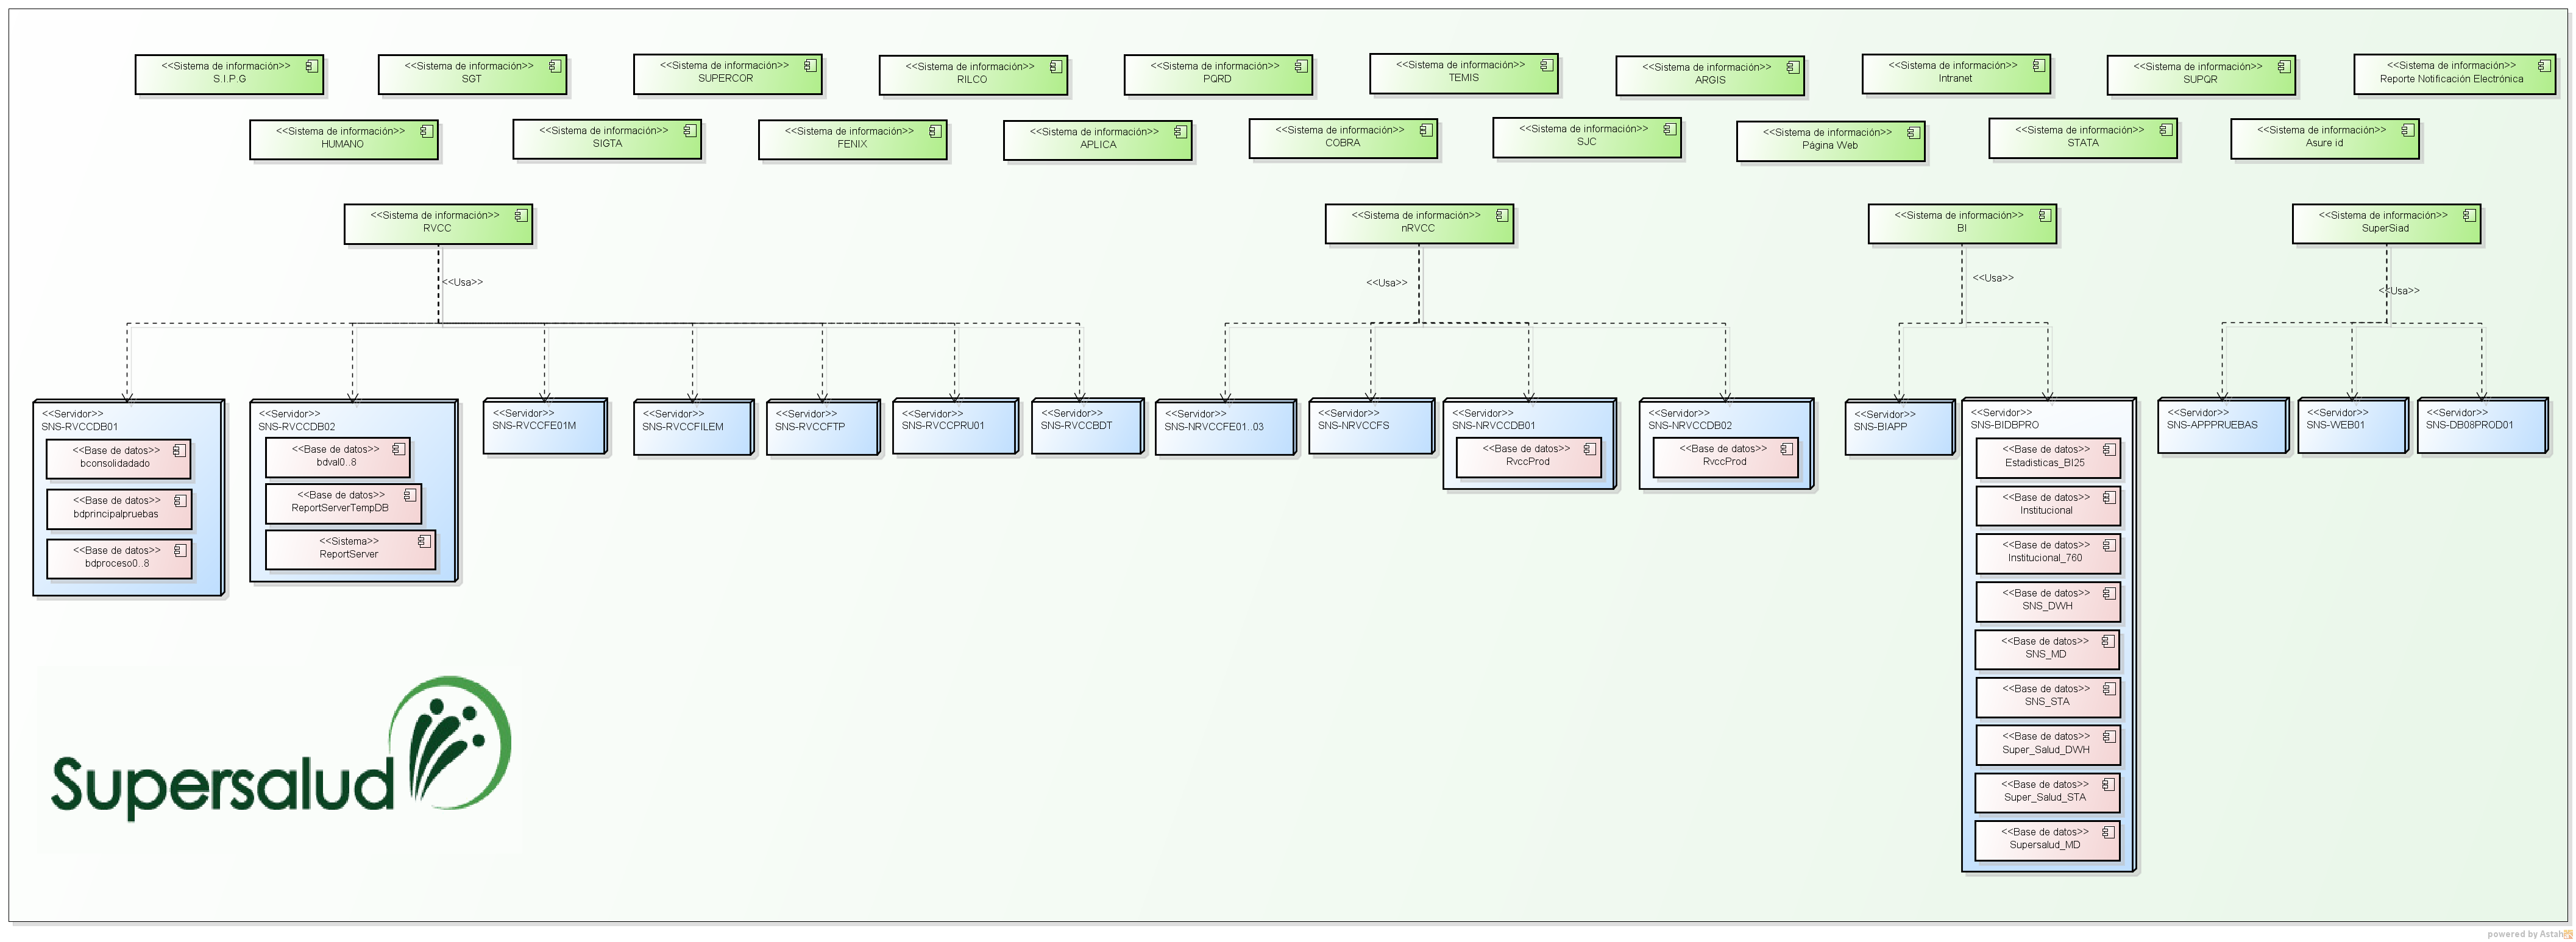 <<Sistema de información>>
S.I.P.G
<<Sistema de información>>
SGT
<<Sistema de información>>
SUPERCOR
<<Sistema de información>>
RILCO
<<Sistema de información>>
PQRD
<<Sistema de información>>
TEMIS
<<Sistema de información>>
ARGIS
<<Sistema de información>>
Intranet
<<Sistema de información>>
SUPQR
<<Sistema de información>>
Reporte Notificación Electrónica
<<Sistema de información>>
HUMANO
<<Sistema de información>>
SIGTA
<<Sistema de información>>
FENIX
<<Sistema de información>>
APLICA
<<Sistema de información>>
COBRA
<<Sistema de información>>
SJC
<<Sistema de información>>
Página Web
<<Sistema de información>>
STATA
<<Sistema de información>>
Asure id
<<Sistema de información>>
RVCC
<<Sistema de información>>
nRVCC
<<Sistema de información>>
BI
<<Sistema de información>>
SuperSiad
<<Usa>>
<<Usa>>
<<Usa>>
<<Usa>>
<<Servidor>>
SNS-RVCCDB01
<<Base de datos>>
bconsolidadado
<<Base de datos>>
bdprincipalpruebas
<<Base de datos>>
bdproceso0..8
<<Servidor>>
SNS-RVCCDB02
<<Base de datos>>
bdval0..8
<<Base de datos>>
ReportServerTempDB
<<Sistema>>
ReportServer
<<Servidor>>
SNS-RVCCFE01M
<<Servidor>>
SNS-RVCCFILEM
<<Servidor>>
SNS-RVCCFTP
<<Servidor>>
SNS-RVCCPRU01
<<Servidor>>
SNS-RVCCBDT
<<Servidor>>
SNS-NRVCCFE01..03
<<Servidor>>
SNS-NRVCCFS
<<Servidor>>
SNS-NRVCCDB01
<<Base de datos>>
RvccProd
<<Servidor>>
SNS-NRVCCDB02
<<Base de datos>>
RvccProd
<<Servidor>>
SNS-BIAPP
<<Servidor>>
SNS-BIDBPRO
<<Base de datos>>
Estadisticas_BI25
<<Base de datos>>
Institucional
<<Base de datos>>
Institucional_760
<<Base de datos>>
SNS_DWH
<<Base de datos>>
SNS_MD
<<Base de datos>>
SNS_STA
<<Base de datos>>
Super_Salud_DWH
<<Base de datos>>
Super_Salud_STA
<<Base de datos>>
Supersalud_MD
<<Servidor>>
SNS-APPPRUEBAS
<<Servidor>>
SNS-WEB01
<<Servidor>>
SNS-DB08PROD01
Supersalud
powered by Astah